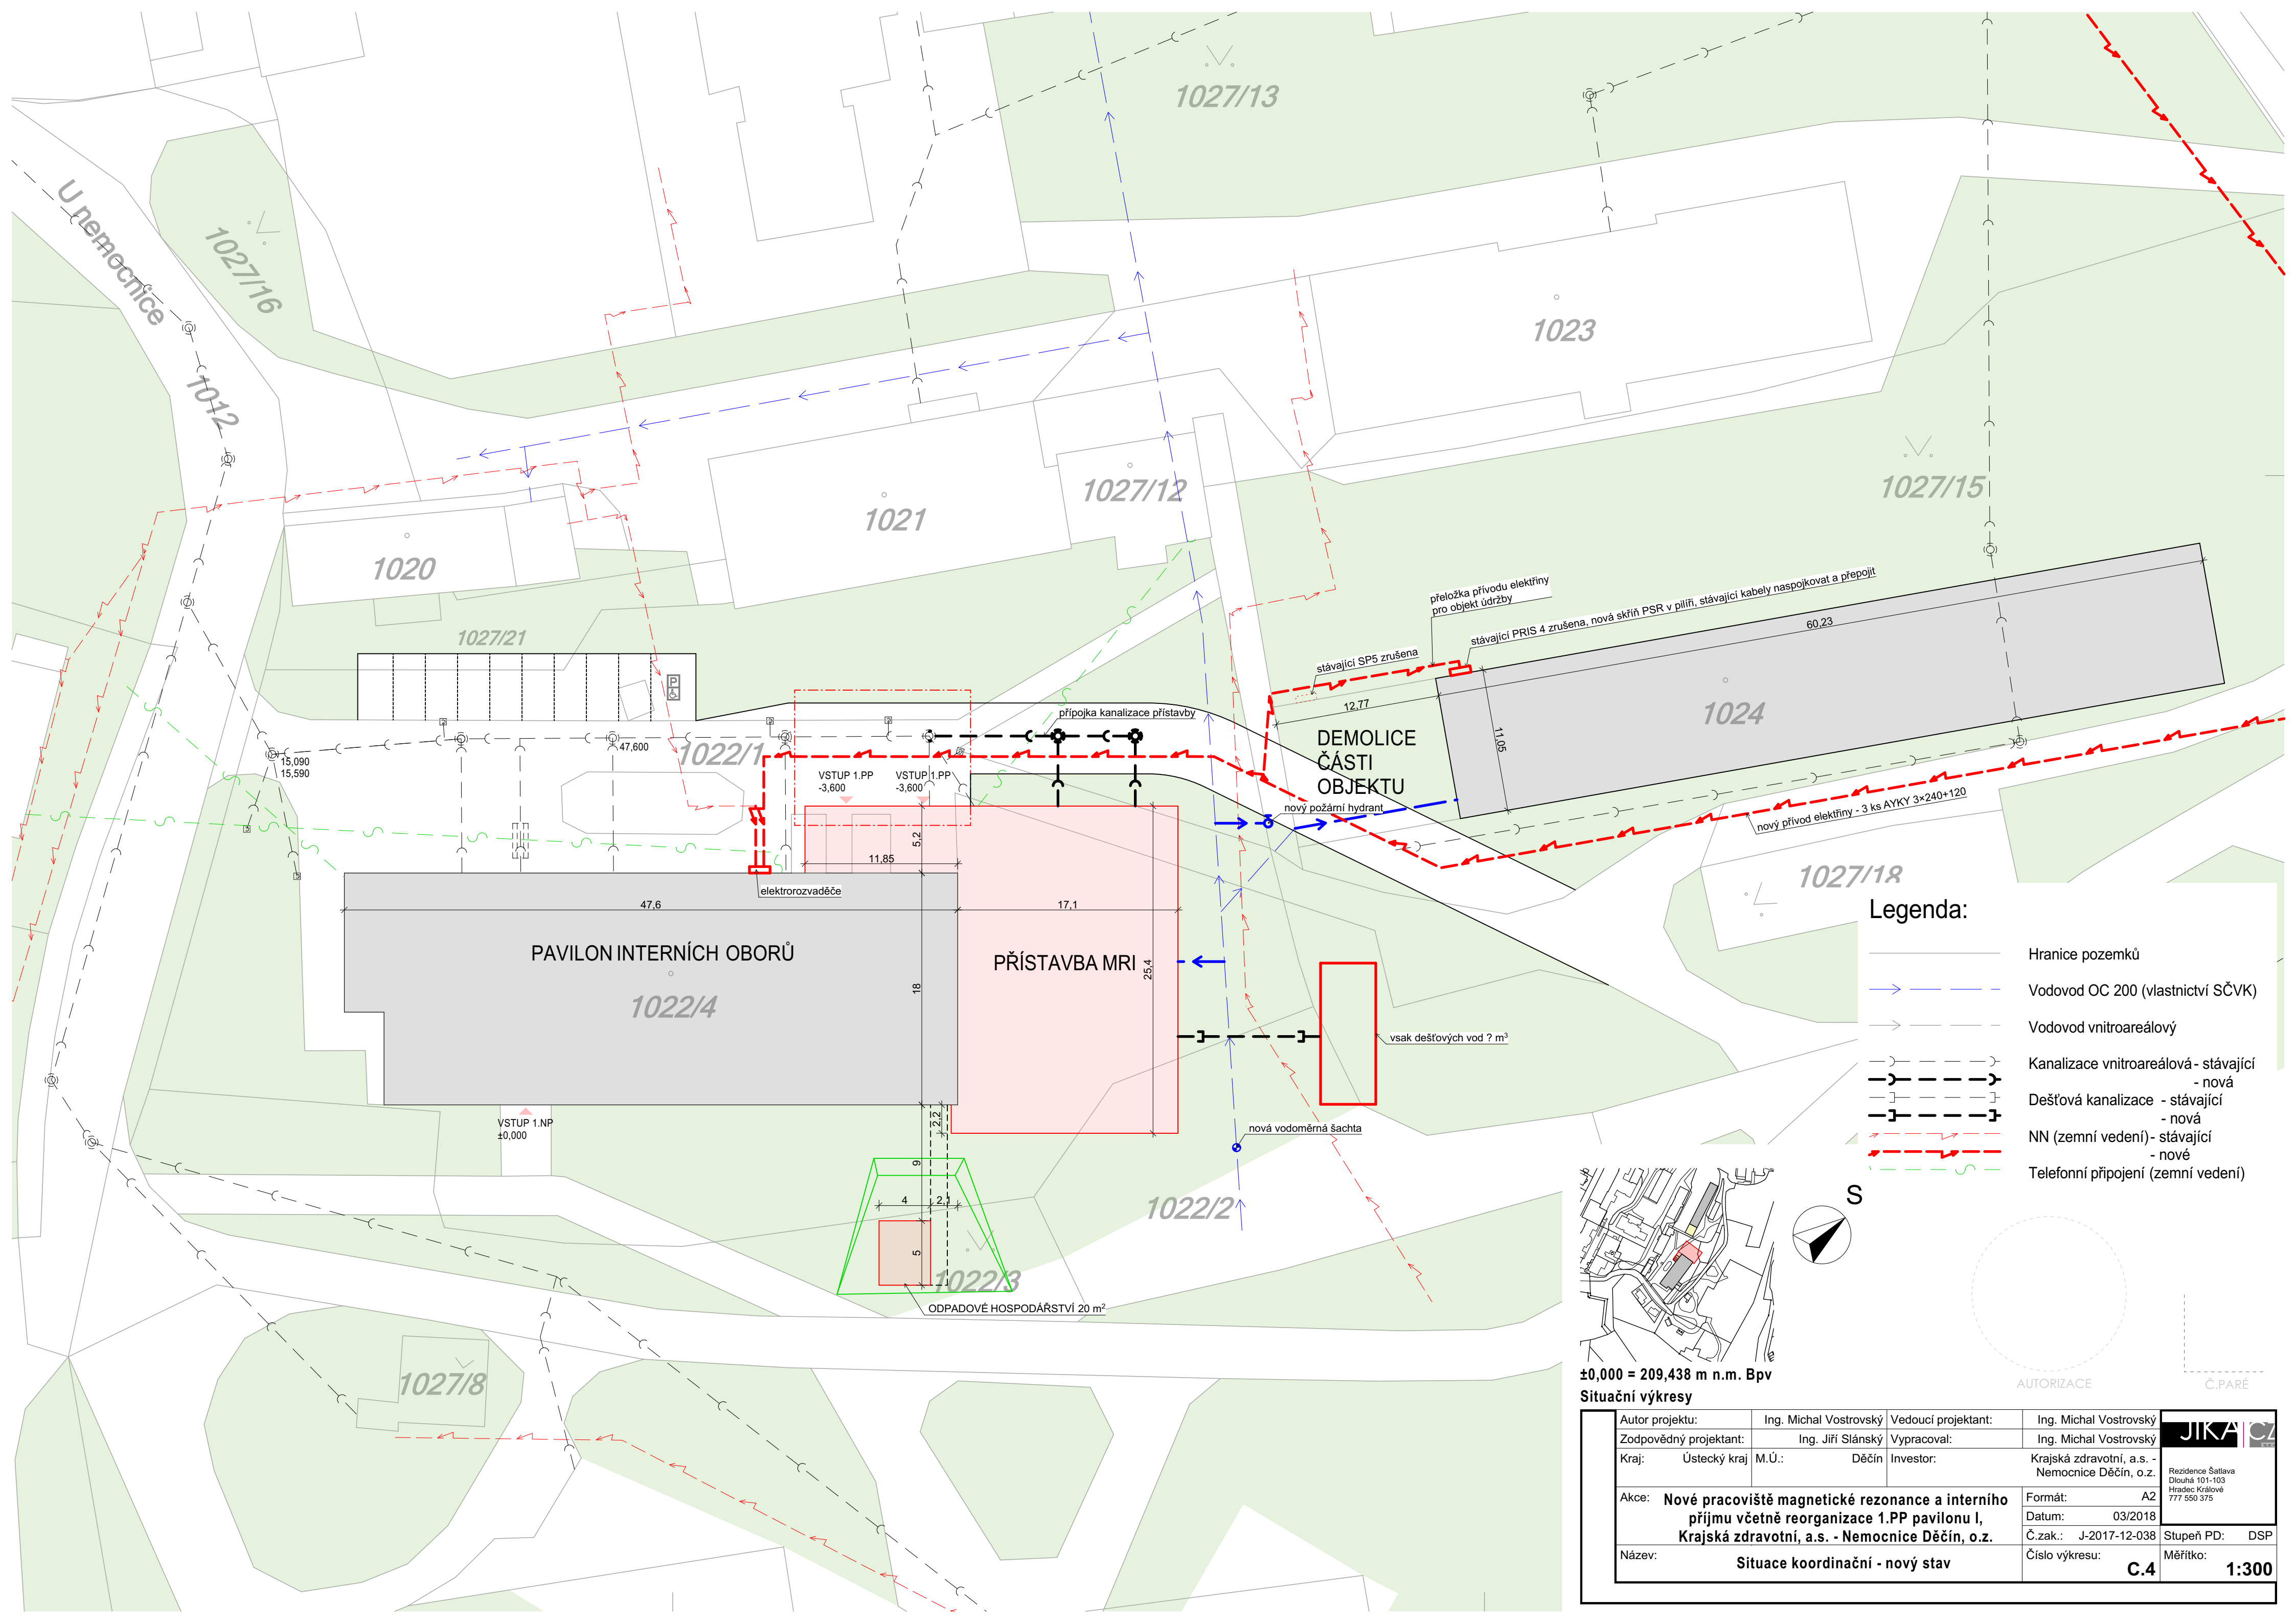 1027/13
U nemocnice
1027/16
1012
1023
1027/12
1021
1020
1027/15
1027/21
přeložka přívodu elektřiny
pro objekt údržby
stávající PRIS 4 zrušena, nová skříň PSR v pilíři, stávající kabely naspojkovat a přepojit
60,23
stávající SP5 zrušena
12,77
11,05
1024
P
přípojka kanalizace přístavby
47,600
1022/1
15,090
15,590
VSTUP 1.PP
-3,600
VSTUP 1.PP
-3,600
DEMOLICE
ČÁSTI
OBJEKTU
nový požární hydrant
nový přívod elektřiny - 3 ks AYKY 3×240+120
5,2
11,85
elektrorozvaděče
47,6
17,1
1027/18
PAVILON INTERNÍCH OBORŮ
PŘÍSTAVBA MRI
25,4
18
1022/4
vsak dešťových vod ? m³
VSTUP 1.NP
±0,000
2,2
nová vodoměrná šachta
9
4
2,1
1022/2
5
1022/3
ODPADOVÉ HOSPODÁŘSTVÍ 20 m²
1027/8
Legenda:
Hranice pozemků
Vodovod OC 200 (vlastnictví SČVK)
Vodovod vnitroareálový
Kanalizace vnitroareálová - stávající
- nová
Dešťová kanalizace - stávající
- nová
NN (zemní vedení) - stávající
- nové
Telefonní připojení (zemní vedení)
S
AUTORIZACE
Č.PARÉ
±0,000 = 209,438 m n.m. Bpv
Situační výkresy
Autor projektu: Ing. Michal Vostrovský Vedoucí projektant: Ing. Michal Vostrovský
Zodpovědný projektant: Ing. Jiří Slánský Vypracoval: Ing. Michal Vostrovský
Kraj: Ústecký kraj M.Ú.: Děčín Investor: Krajská zdravotní, a.s. -
Nemocnice Děčín, o.z.
JIKA CZ
Rezidence Šatlava
Dlouhá 101-103
Hradec Králové
777 550 375
Akce: Nové pracoviště magnetické rezonance a interního
příjmu včetně reorganizace 1.PP pavilonu I,
Krajská zdravotní, a.s. - Nemocnice Děčín, o.z.
Formát: A2
Datum: 03/2018
Č.zak.: J-2017-12-038 Stupeň PD: DSP
Název: Situace koordinační - nový stav
Číslo výkresu: C.4
Měřítko: 1:300